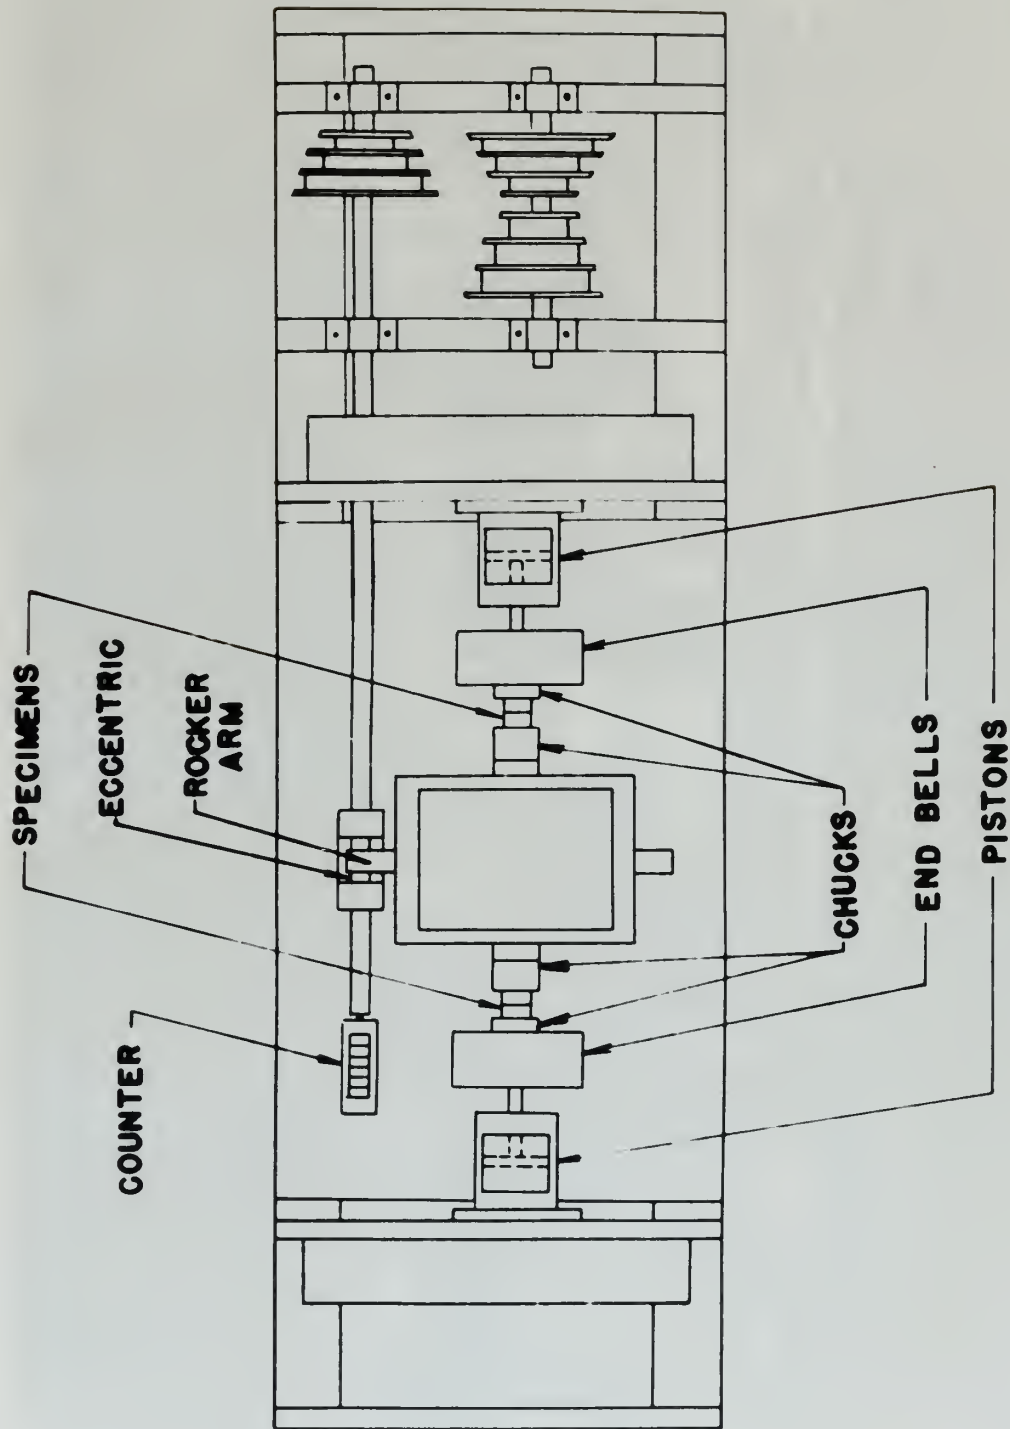 COUNTER
SPECIMENS
ECCENTRIC
ROCKER
ARM
CHUCKS
END BELLS
PISTONS